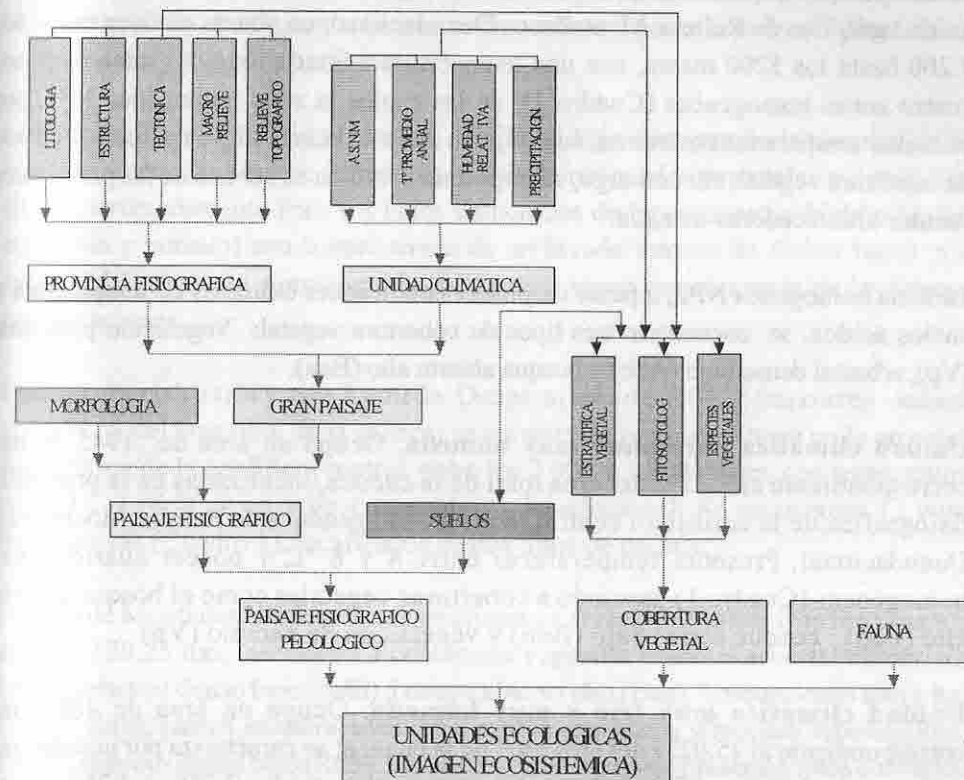 LITOLOGIA
ESTRUCTURA
TECTONICA
MACRO
RELIEVE
RELIEVE
TOPOGRAFICO
A.S.N.M.
Tº PROMEDIO
ANUAL
HUMEDAD
RELATIVA
PRECIPITACION
PROVINCIA FISIOGRAFICA
UNIDAD CLIMATICA
MORFOLOGIA
GRAN PAISAJE
ESTRATIFICA
VEGETAL
FITOSOCIOLOG
ESPECIES
VEGETALES
PAISAJE FISIOGRAFICO
SUELOS
PAISAJE FISIOGRAFICO
PEDOLOGICO
COBERTURA
VEGETAL
FAUNA
UNIDADES ECOLOGICAS
(IMAGEN ECOSISTEMICA)